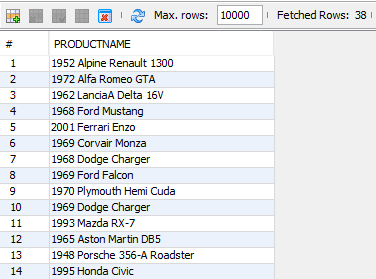 Max. rows: 10000 Fetched Rows: 38
# PRODUCTNAME
1 1952 Alpine Renault 1300
2 1972 Alfa Romeo GTA
3 1962 LanciaA Delta 16V
4 1968 Ford Mustang
5 2001 Ferrari Enzo
6 1969 Corvair Monza
7 1968 Dodge Charger
8 1969 Ford Falcon
9 1970 Plymouth Hemi Cuda
10 1969 Dodge Charger
11 1993 Mazda RX-7
12 1965 Aston Martin DB5
13 1948 Porsche 356-A Roadster
14 1995 Honda Civic